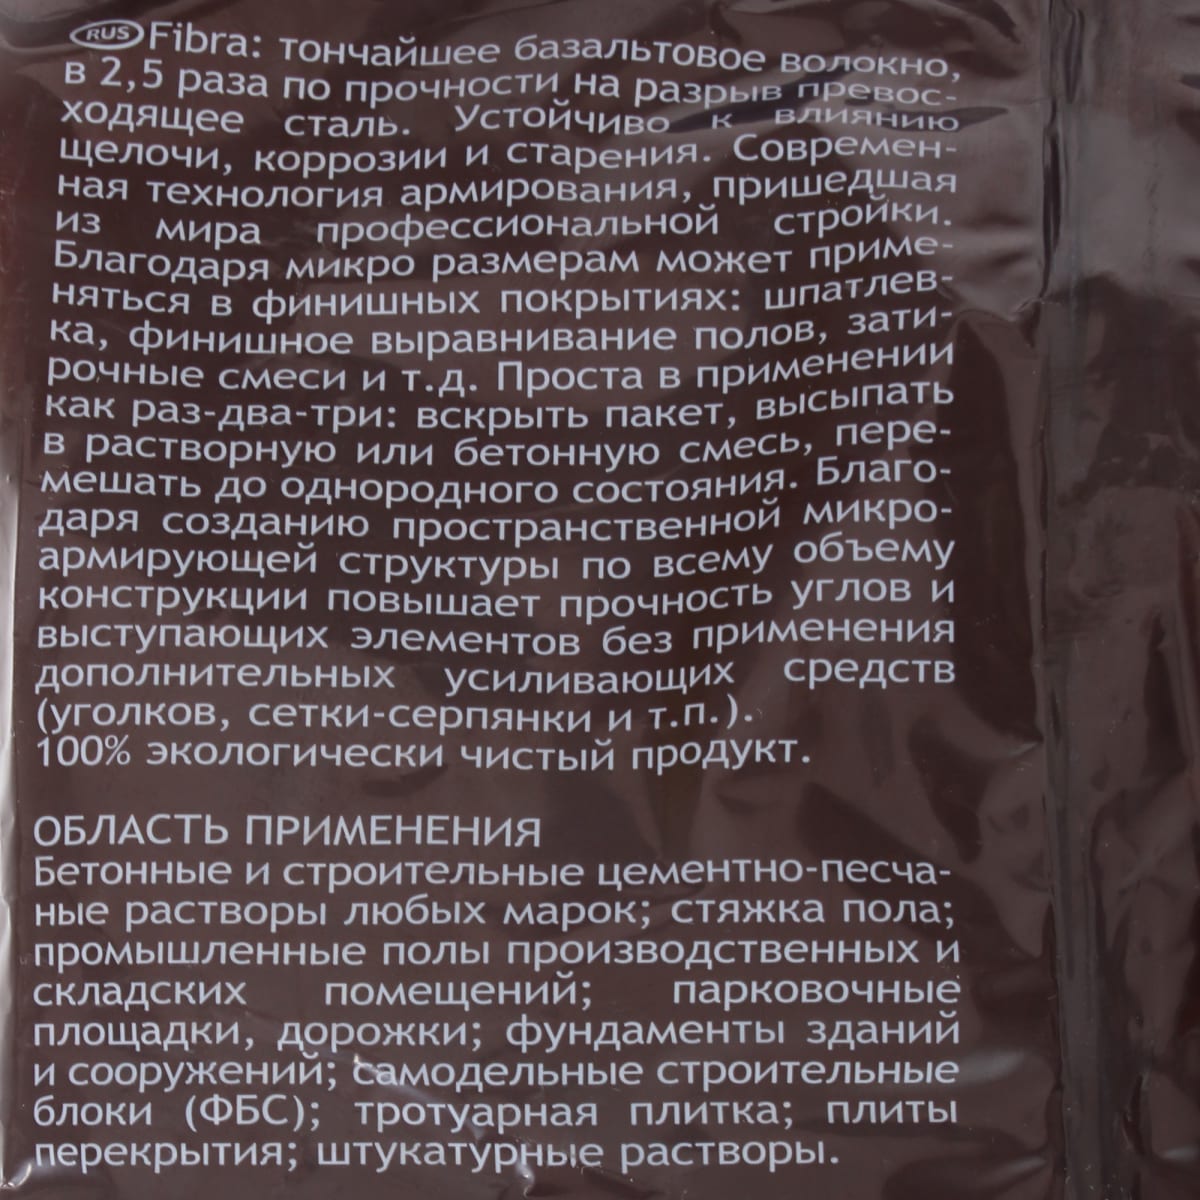 RUS Fibra: тончайшее базальтовое волокно,
в 2,5 раза по прочности на разрыв превос-
ходящее сталь. Устойчиво к влиянию
щелочи, коррозии и старения. Современ-
ная технология армирования, пришедшая
из мира профессиональной стройки.
Благодаря микро размерам может приме-
няться в финишных покрытиях: шпатлев-
ка, финишное выравнивание полов, зати-
рочные смеси и т.д. Проста в применении
как раз-два-три: вскрыть пакет, высыпать
в растворную или бетонную смесь, пере-
мешать до однородного состояния. Благо-
даря созданию пространственной микро-
армирующей структуры по всему объему
конструкции повышает прочность углов и
выступающих элементов без применения
дополнительных усиливающих средств
(уголков, сетки-серпянки и т.п.).
100% экологически чистый продукт.
ОБЛАСТЬ ПРИМЕНЕНИЯ
Бетонные и строительные цементно-песча-
ные растворы любых марок; стяжка пола;
промышленные полы производственных и
складских помещений; парковочные
площадки, дорожки; фундаменты зданий
и сооружений; самодельные строительные
блоки (ФБС); тротуарная плитка; плиты
перекрытия; штукатурные растворы.